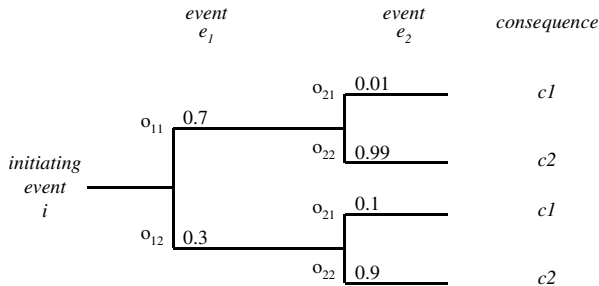 event
e1
event
e2
consequence
o21 0.01 c1
o11 0.7
o22 0.99 c2
initiating
event
i
o21 0.1 c1
o12 0.3
o22 0.9 c2